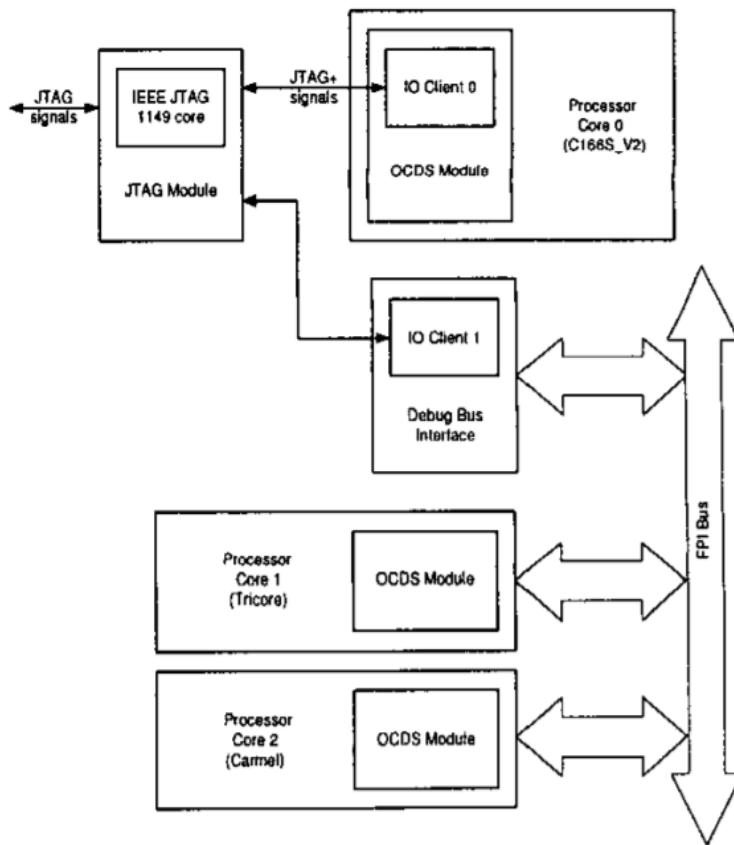 JTAG
signals
IEEE JTAG
1149 core
JTAG Module
JTAG+
signals
IO Client 0
OCDS Module
Processor
Core 0
(C166S_V2)
IO Client 1
Debug Bus
Interface
FPI Bus
Processor
Core 1
(Tricore)
OCDS Module
Processor
Core 2
(Carmel)
OCDS Module